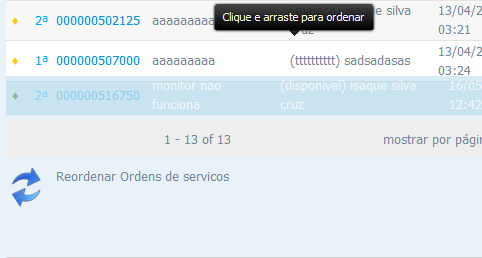 Clique e arraste para ordenar
2ª 000000502125 aaaaaaaaa silva 13/04/2
03:21
1ª 000000507000 aaaaaaaaa (tttttttttt) sadsadasas 13/04/2
03:24
2ª 000000516750 monitor nao funciona (disponivel) isaque silva cruz 16/05
12:42
1 - 13 of 13 mostrar por págin
Reordenar Ordens de servicos